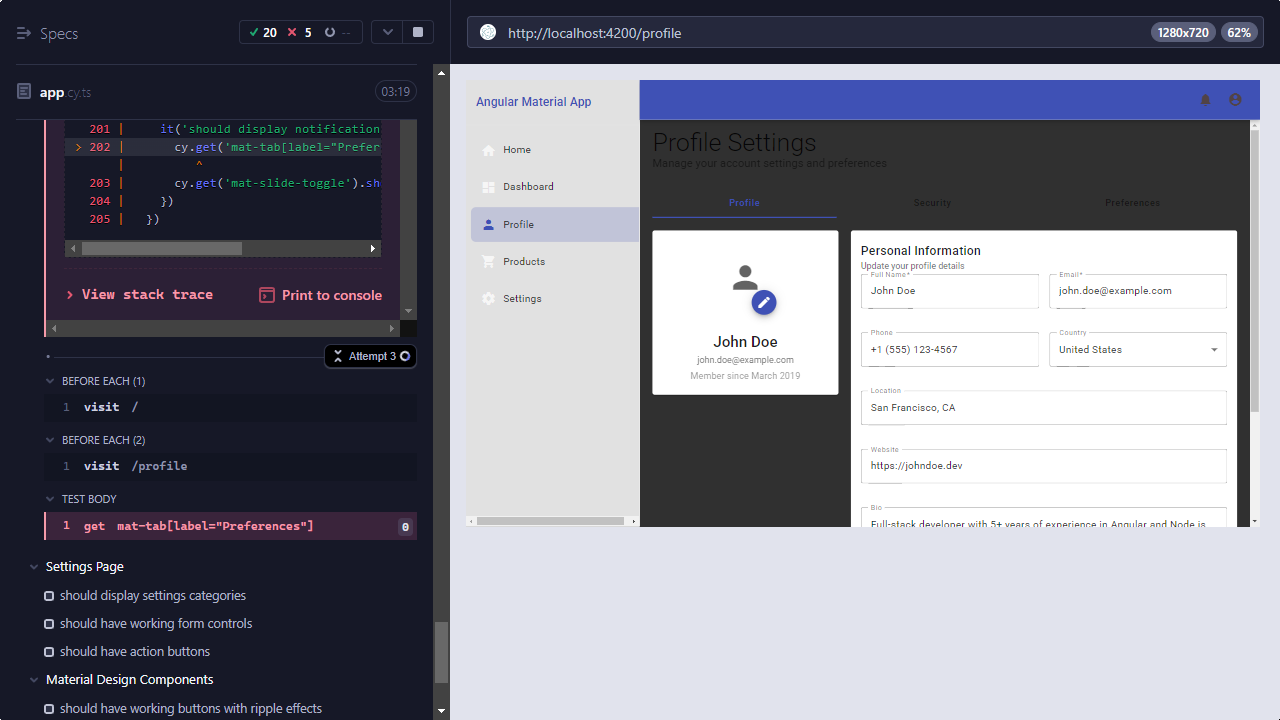 Specs
20
5
--
http://localhost:4200/profile
1280x720
62%
app.cy.ts
03:19
201 | it('should display notification
> 202 | cy.get('mat-tab[label="Prefer
| ^
203 | cy.get('mat-slide-toggle').sh
204 | })
205 | })
View stack trace
Print to console
Attempt 3
BEFORE EACH (1)
1 visit /
BEFORE EACH (2)
1 visit /profile
TEST BODY
1 get mat-tab[label="Preferences"] 0
Settings Page
should display settings categories
should have working form controls
should have action buttons
Material Design Components
should have working buttons with ripple effects
Angular Material App
Home
Dashboard
Profile
Products
Settings
Profile Settings
Manage your account settings and preferences
Profile
Security
Preferences
John Doe
john.doe@example.com
Member since March 2019
Personal Information
Update your profile details
Full Name*
John Doe
Email*
john.doe@example.com
Phone
+1 (555) 123-4567
Country
United States
Location
San Francisco, CA
Website
https://johndoe.dev
Bio
Full-stack developer with 5+ years of experience in Angular and Node.js.